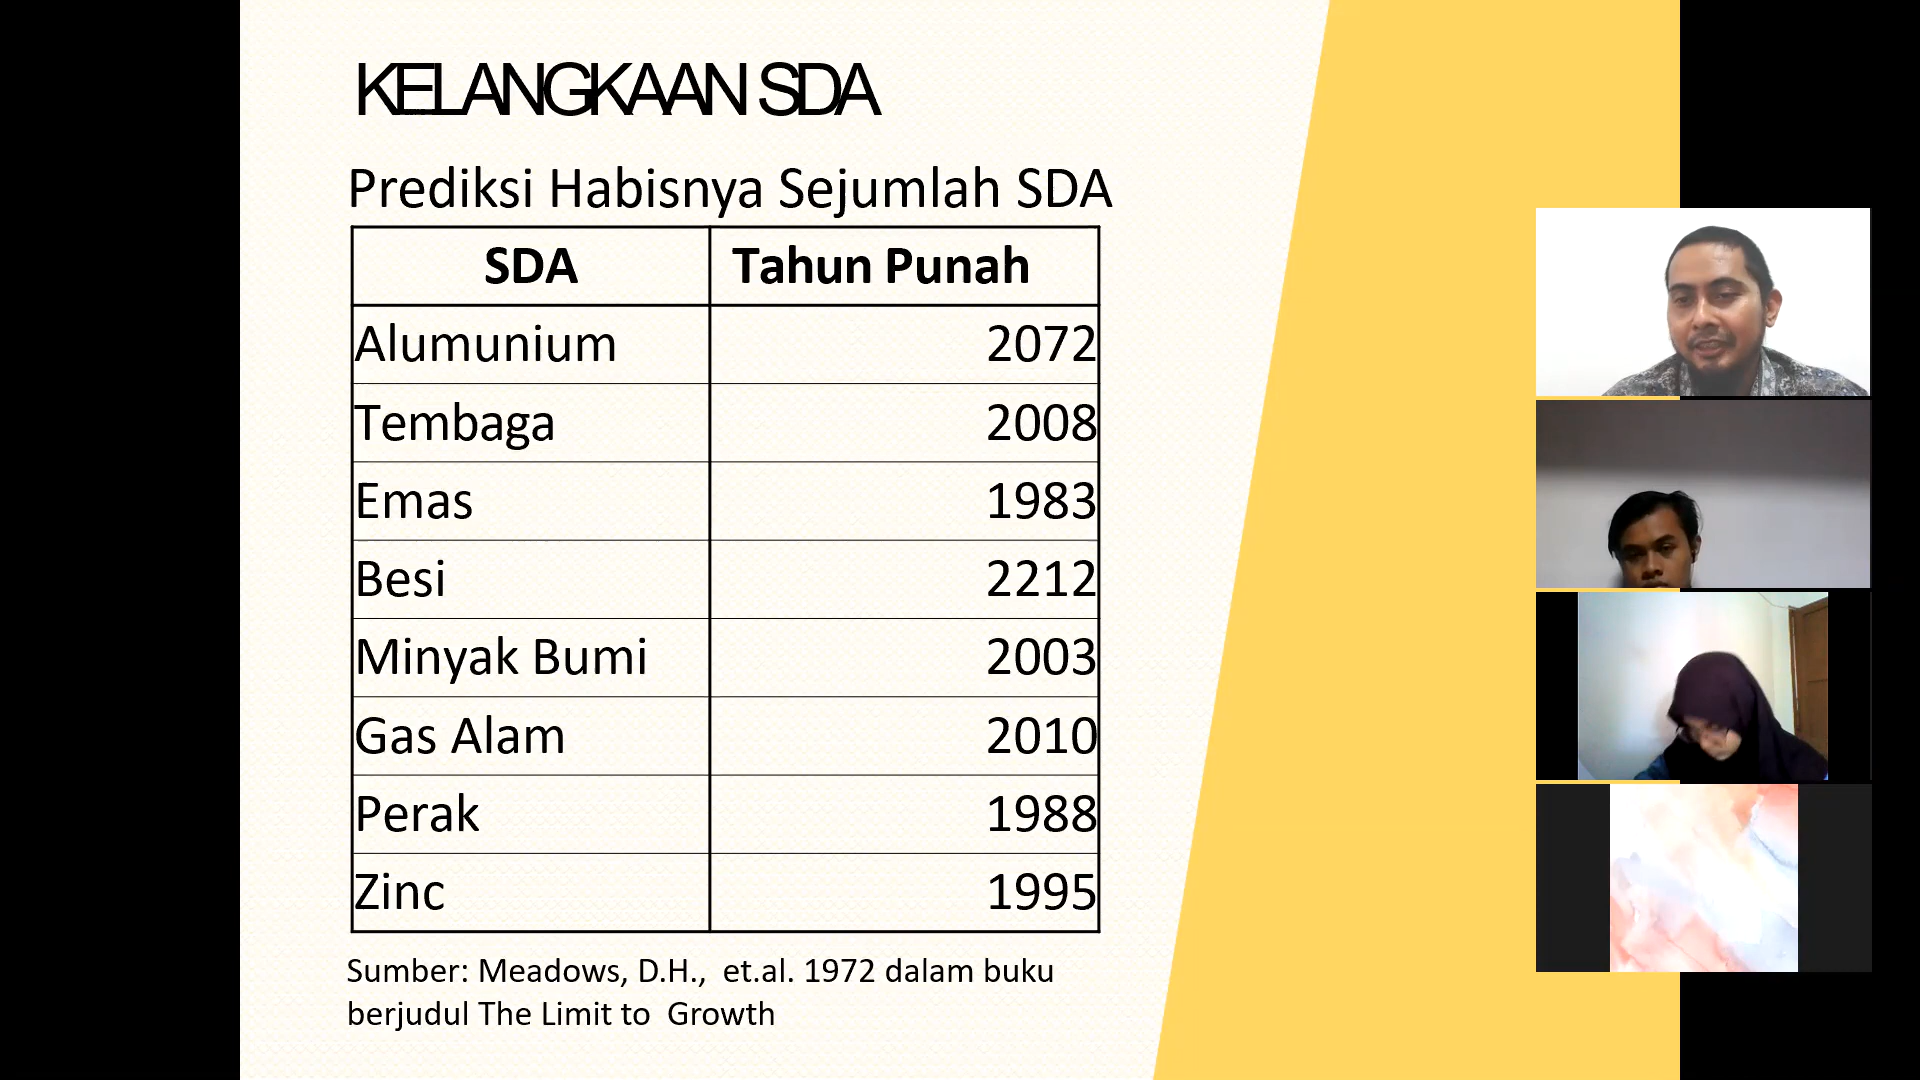 KELANGKAAN SDA
Prediksi Habisnya Sejumlah SDA
SDA Tahun Punah
Alumunium 2072
Tembaga 2008
Emas 1983
Besi 2212
Minyak Bumi 2003
Gas Alam 2010
Perak 1988
Zinc 1995
Sumber: Meadows, D.H., et.al. 1972 dalam buku
berjudul The Limit to Growth